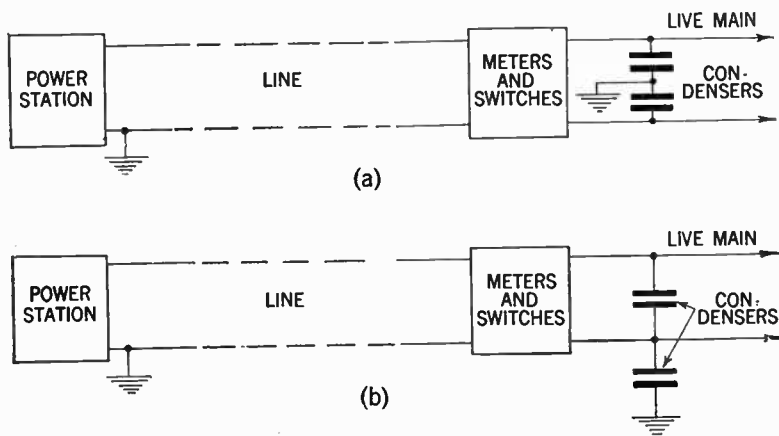 LIVE MAIN
POWER
STATION
LINE
METERS
AND
SWITCHES
CON-
DENSERS
(a)
LIVE MAIN
POWER
STATION
LINE
METERS
AND
SWITCHES
CON-
DENSERS
(b)